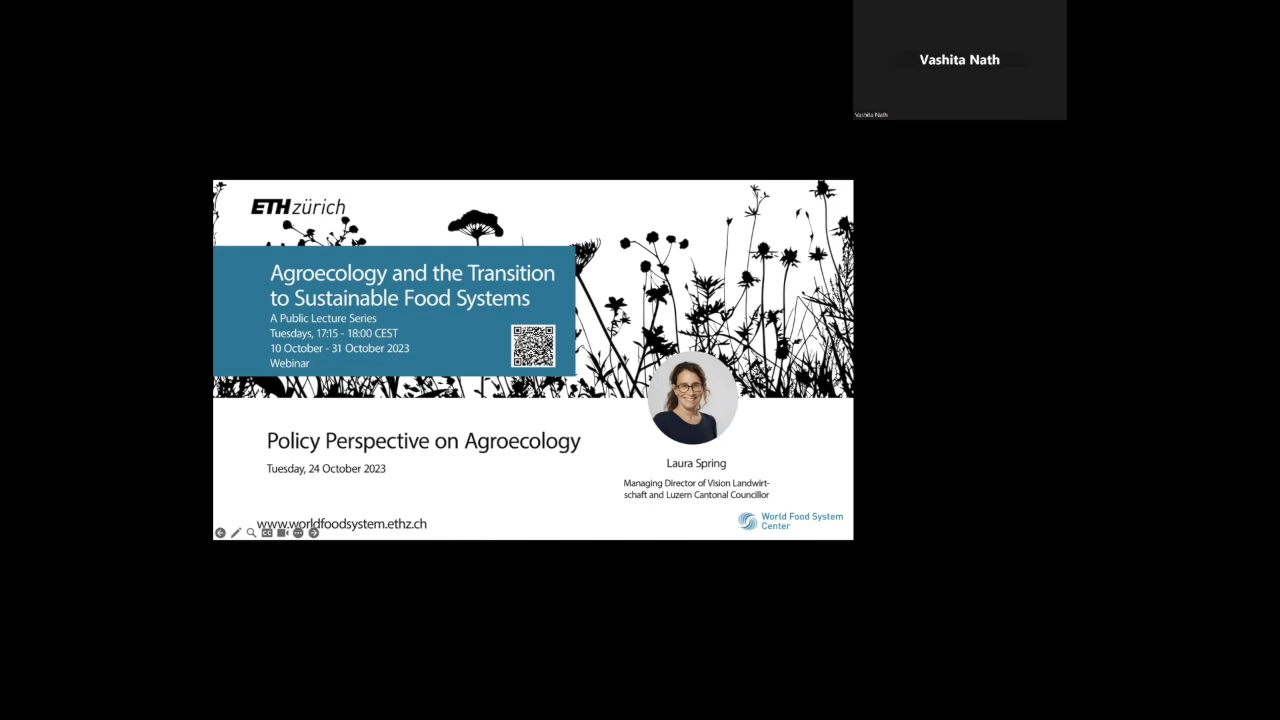 Vashita Nath
Vashita Nath
ETH zürich
Agroecology and the Transition
to Sustainable Food Systems
A Public Lecture Series
Tuesdays, 17:15 - 18:00 CEST
10 October - 31 October 2023
Webinar
Policy Perspective on Agroecology
Tuesday, 24 October 2023
Laura Spring
Managing Director of Vision Landwirt-
schaft and Luzern Cantonal Councillor
www.worldfoodsystem.ethz.ch
World Food System
Center